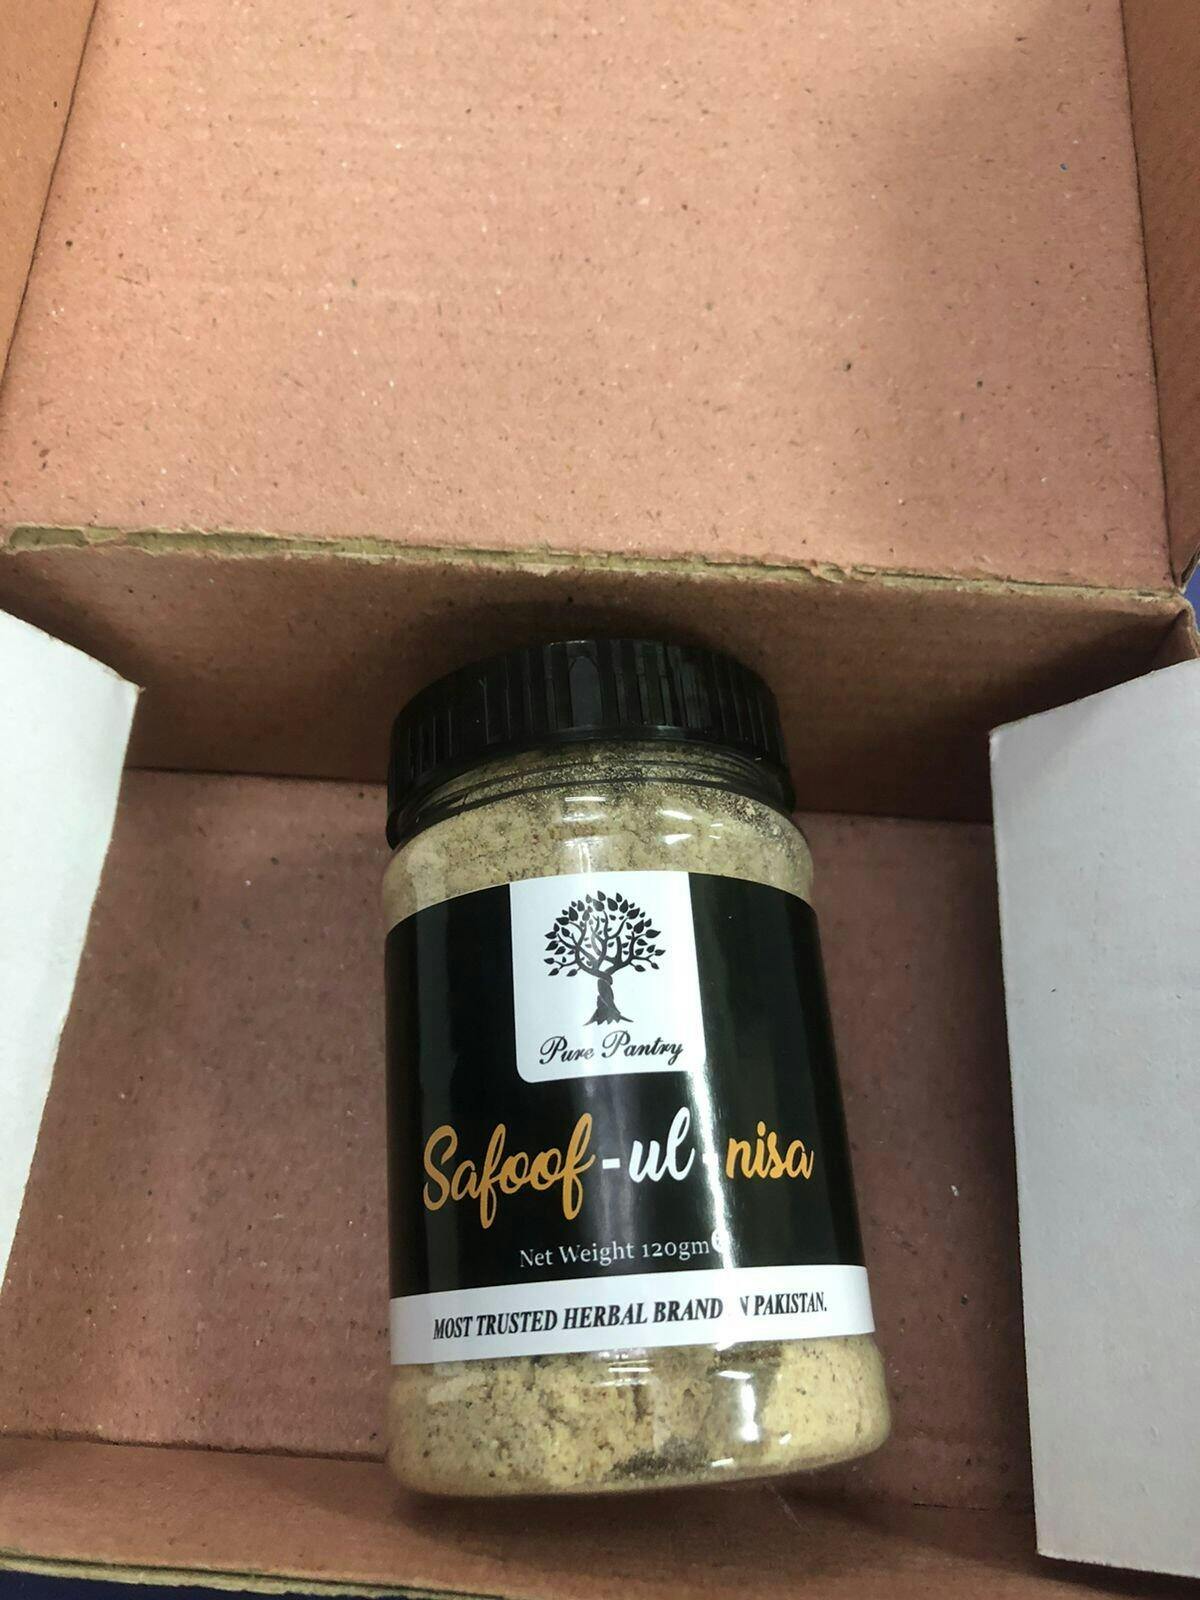 Pure Pantry
Safoof-ul-nisa
Net Weight 120gm
MOST TRUSTED HERBAL BRAND IN PAKISTAN.